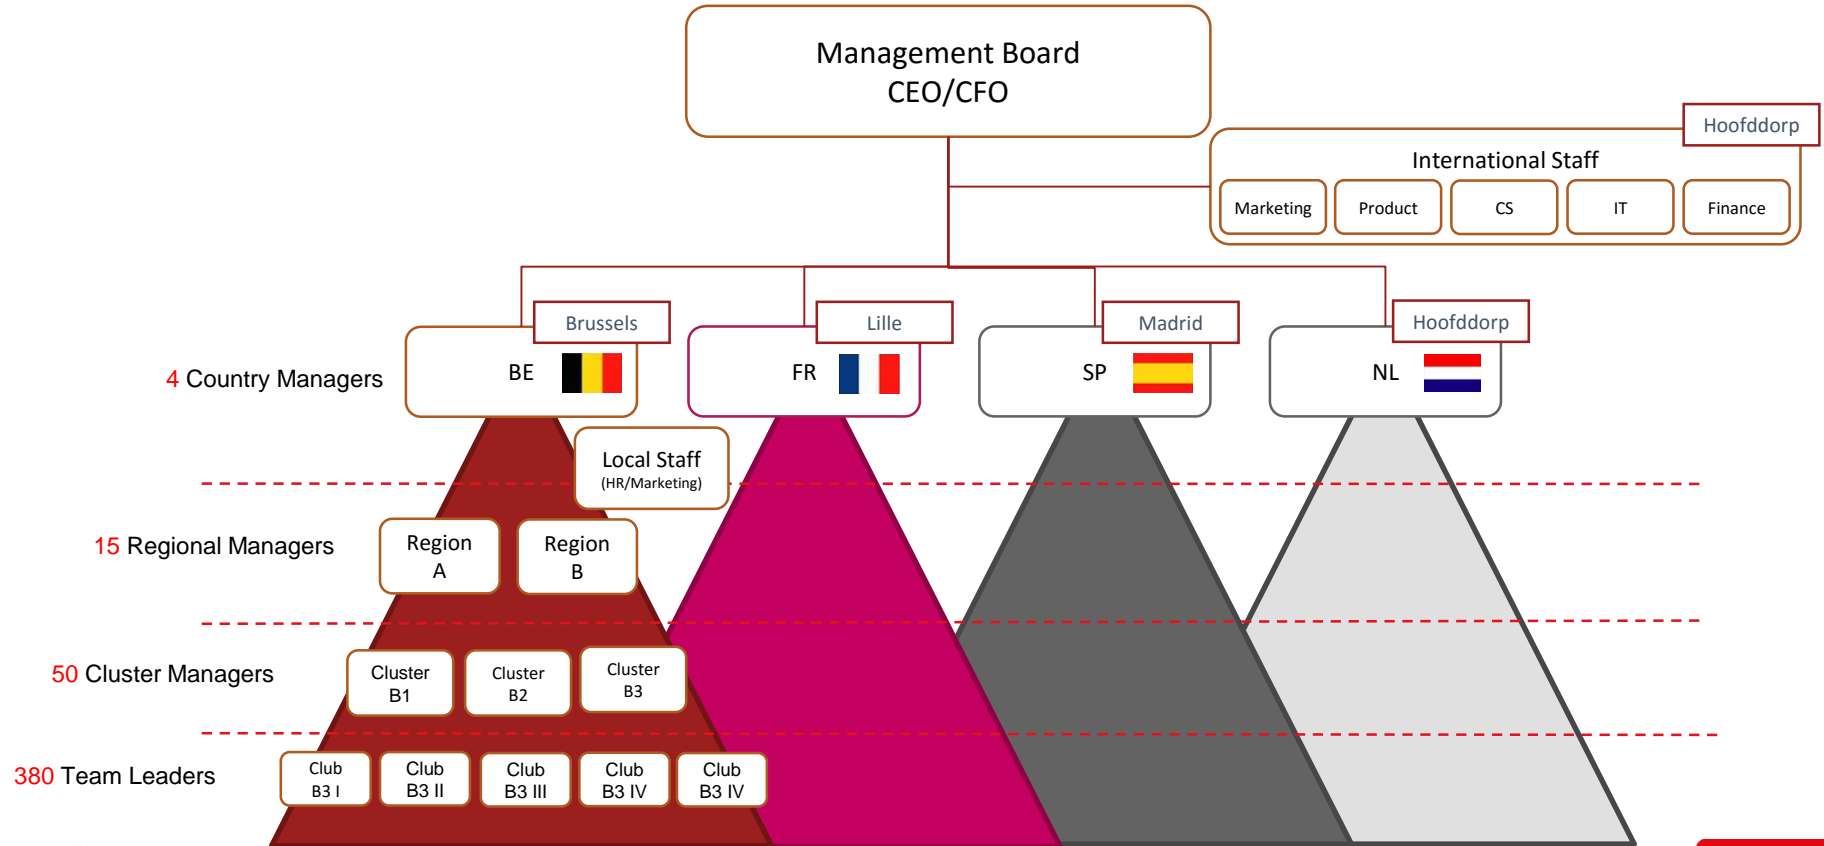 Management Board
CEO/CFO
Hoofddorp
International Staff
Marketing
Product
CS
IT
Finance
Brussels
Lille
Madrid
Hoofddorp
4 Country Managers
BE
FR
SP
NL
Local Staff
(HR/Marketing)
15 Regional Managers
Region
A
Region
B
50 Cluster Managers
Cluster
B1
Cluster
B2
Cluster
B3
380 Team Leaders
Club
B3 I
Club
B3 II
Club
B3 III
Club
B3 IV
Club
B3 IV